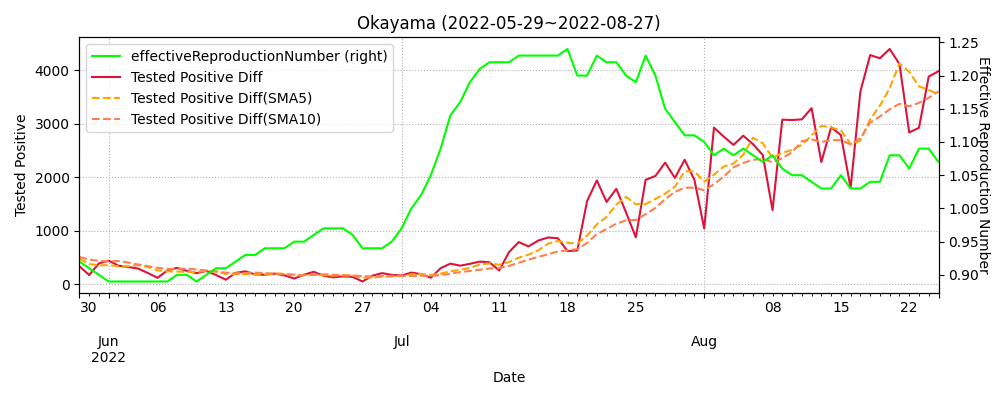 Okayama (2022-05-29~2022-08-27)
effectiveReproductionNumber (right)
Tested Positive Diff
Tested Positive Diff(SMA5)
Tested Positive Diff(SMA10)
Tested Positive
4000
3000
2000
1000
0
Effective Reproduction Number
1.25
1.20
1.15
1.10
1.05
1.00
0.95
0.90
30 06 13 20 27 04 11 18 25 08 15 22
Jun Jul Aug
2022
Date